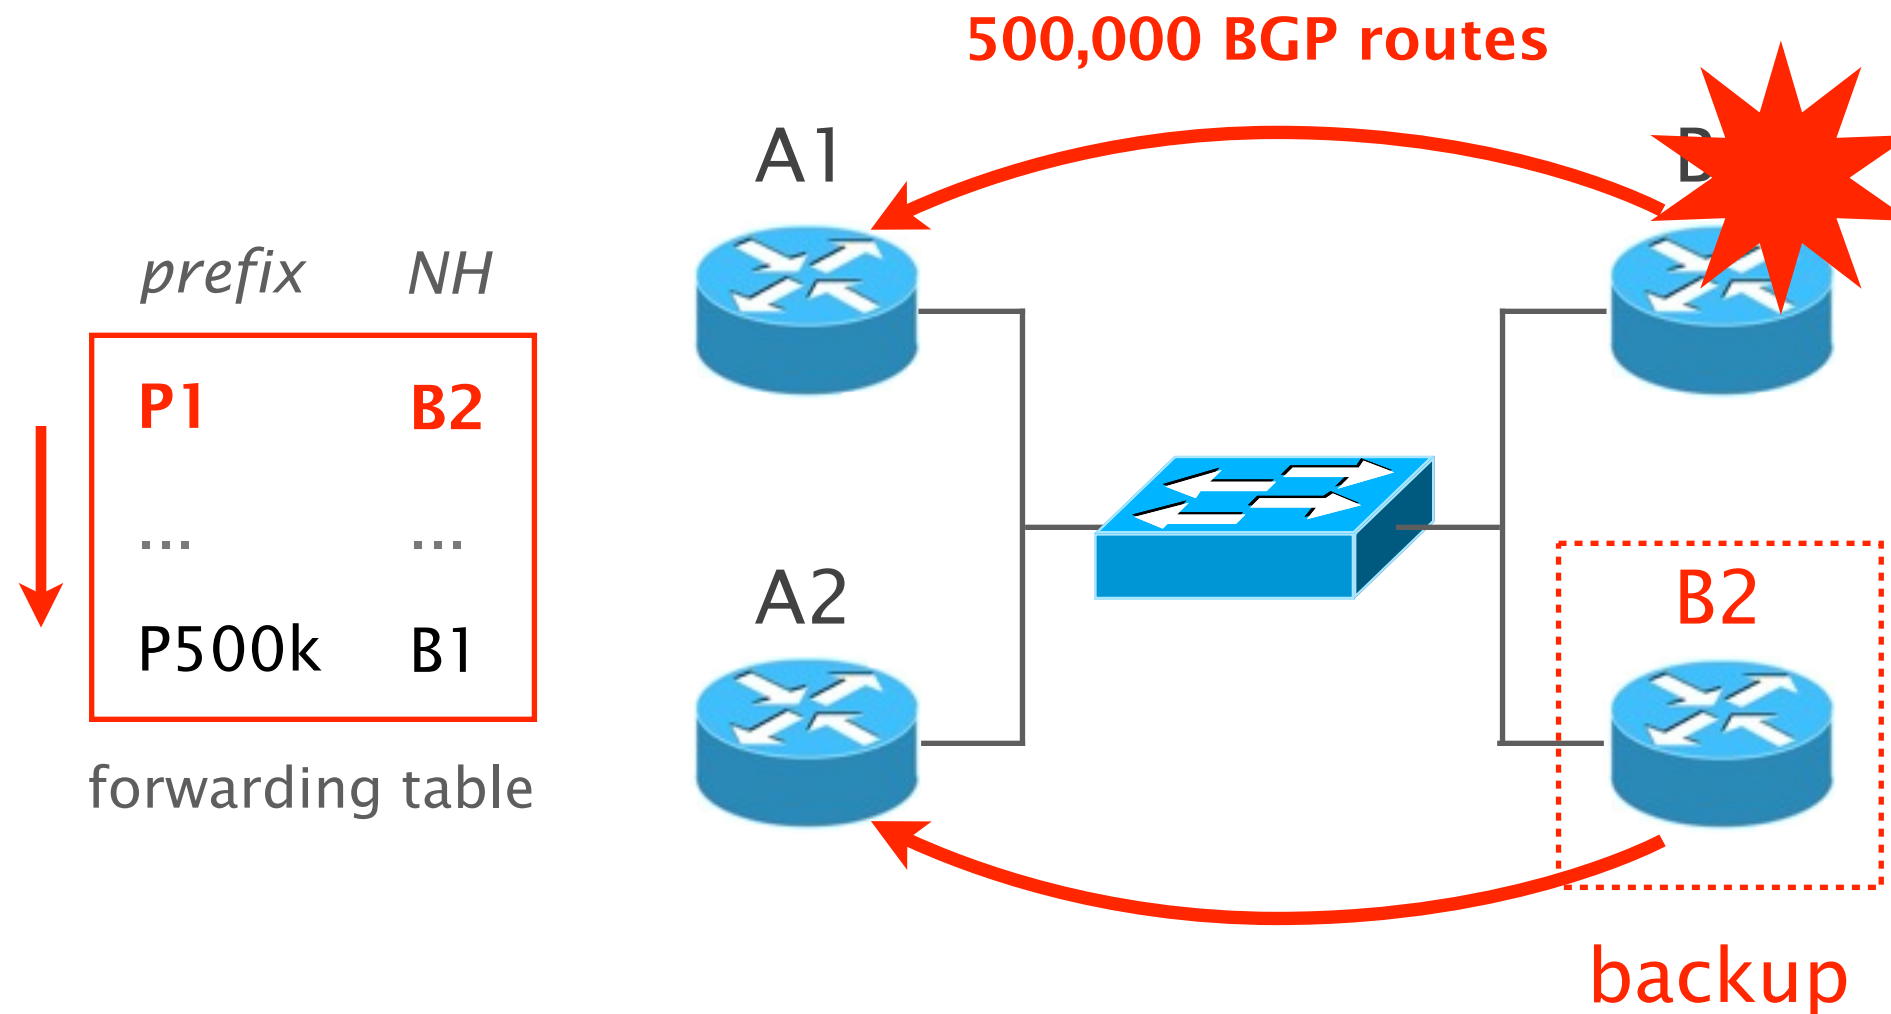 500,000 BGP routes
A1
prefix NH
P1 B2
... ...
P500k B1
forwarding table
A2
B2
backup